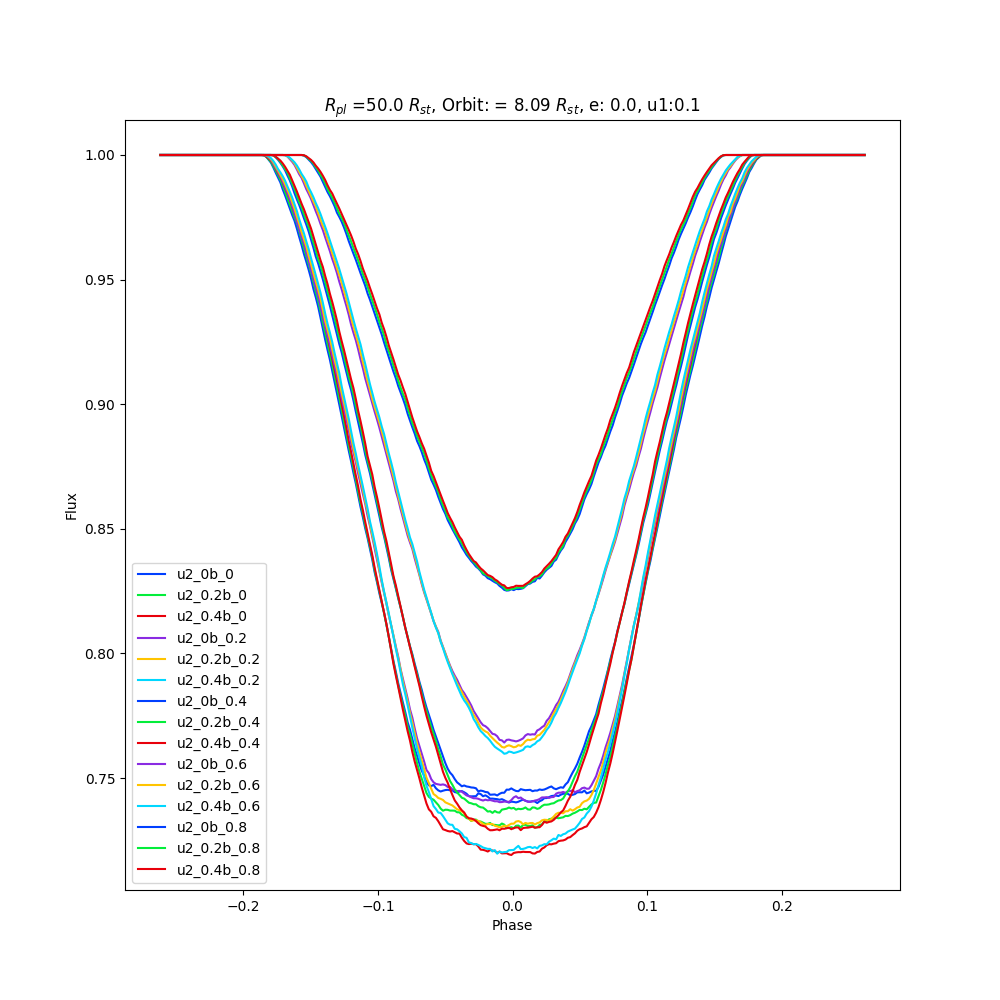 R_pl =50.0 R_st, Orbit: = 8.09 R_st, e: 0.0, u1:0.1
1.00
0.95
0.90
0.85
0.80
0.75
Flux
u2_0b_0
u2_0.2b_0
u2_0.4b_0
u2_0b_0.2
u2_0.2b_0.2
u2_0.4b_0.2
u2_0b_0.4
u2_0.2b_0.4
u2_0.4b_0.4
u2_0b_0.6
u2_0.2b_0.6
u2_0.4b_0.6
u2_0b_0.8
u2_0.2b_0.8
u2_0.4b_0.8
−0.2 −0.1 0.0 0.1 0.2
Phase